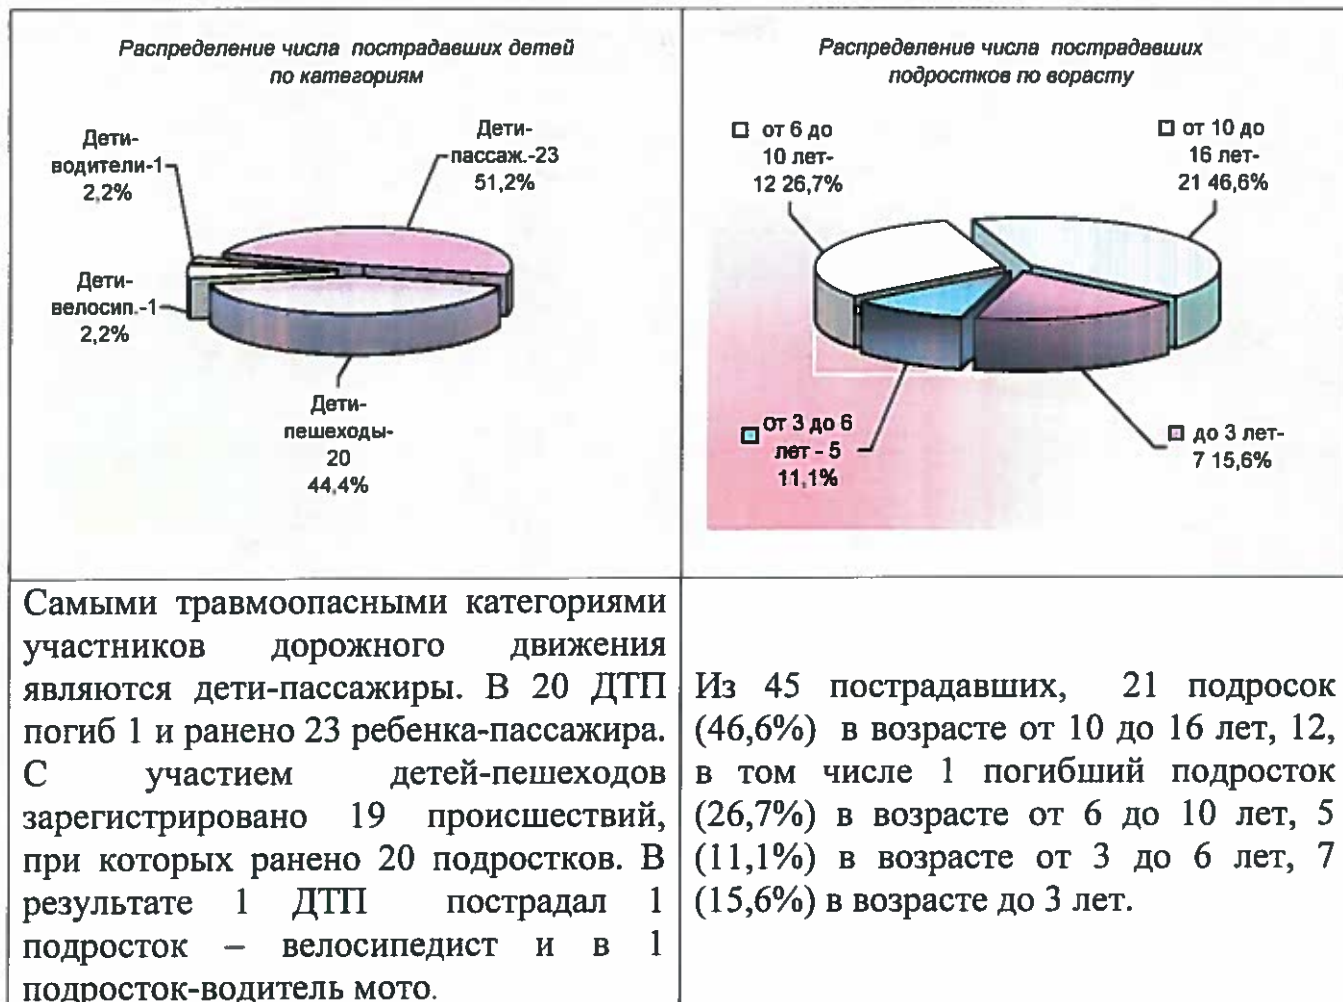 Распределение числа пострадавших детей
по категориям
Дети-
водители-1
2,2%
Дети-
пассаж.-23
51,2%
Дети-
велосип.-1
2,2%
Дети-
пешеходы-
20
44,4%
Распределение числа пострадавших
подростков по ворасту
от 6 до
10 лет-
12 26,7%
от 10 до
16 лет-
21 46,6%
от 3 до 6
лет - 5
11,1%
до 3 лет-
7 15,6%
Самыми травмоопасными категориями
участников дорожного движения
являются дети-пассажиры. В 20 ДТП
погиб 1 и ранено 23 ребенка-пассажира.
С участием детей-пешеходов
зарегистрировано 19 происшествий,
при которых ранено 20 подростков. В
результате 1 ДТП пострадал 1
подросток – велосипедист и в 1
подросток-водитель мото.
Из 45 пострадавших, 21 подросок
(46,6%) в возрасте от 10 до 16 лет, 12,
в том числе 1 погибший подросток
(26,7%) в возрасте от 6 до 10 лет, 5
(11,1%) в возрасте от 3 до 6 лет, 7
(15,6%) в возрасте до 3 лет.